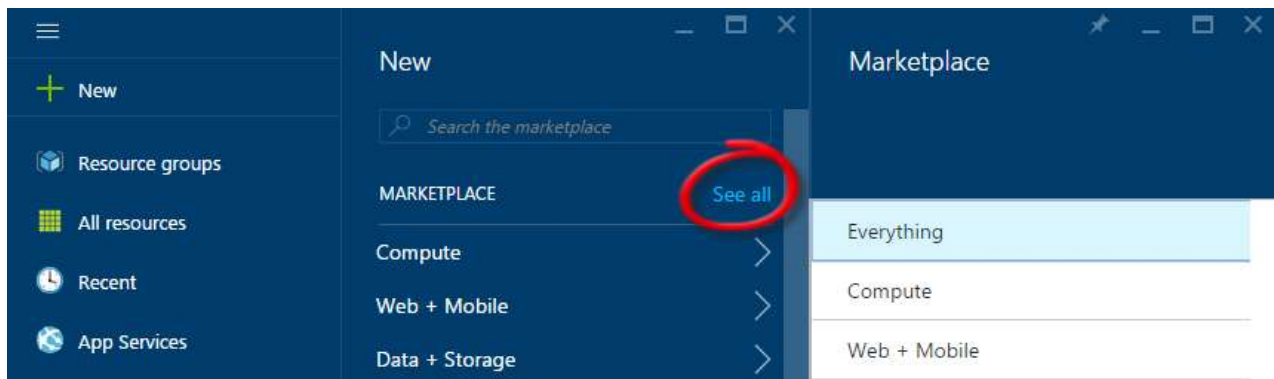 New
Resource groups
All resources
Recent
App Services
New
Search the marketplace
MARKETPLACE See all
Compute
Web + Mobile
Data + Storage
Marketplace
Everything
Compute
Web + Mobile